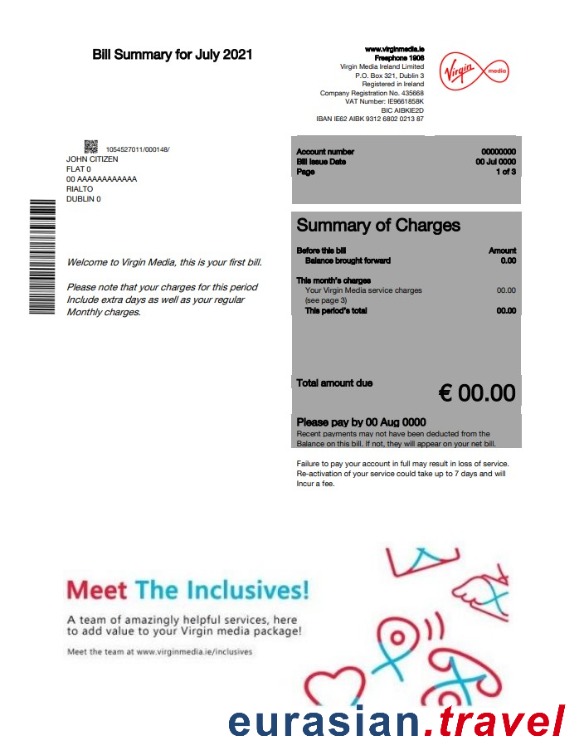 Bill Summary for July 2021
www.virginmedia.ie
Freephone 1908
Virgin Media Ireland Limited
P.O. Box 321, Dublin 3
Registered in Ireland
Company Registration No. 435668
VAT Number: IE9661858K
BIC AIBKIE2D
IBAN IE62 AIBK 9312 6802 0213 87
Virgin media
1054527011/000148/
JOHN CITIZEN
FLAT 0
00 AAAAAAAAAAAA
RIALTO
DUBLIN 0
Account number 00000000
Bill Issue Date 00 Jul 0000
Page 1 of 3
Welcome to Virgin Media, this is your first bill.
Please note that your charges for this period
Include extra days as well as your regular
Monthly charges.
Summary of Charges
Before this bill Amount
Balance brought forward 0.00
This month's charges
Your Virgin Media service charges 00.00
(see page 3)
This period's total 00.00
Total amount due € 00.00
Please pay by 00 Aug 0000
Recent payments may not have been deducted from the
Balance on this bill. If not, they will appear on your net bill.
Failure to pay your account in full may result in loss of service.
Re-activation of your service could take up to 7 days and will
Incur a fee.
Meet The Inclusives!
A team of amazingly helpful services, here
to add value to your Virgin media package!
Meet the team at www.virginmedia.ie/inclusives
eurasian.travel